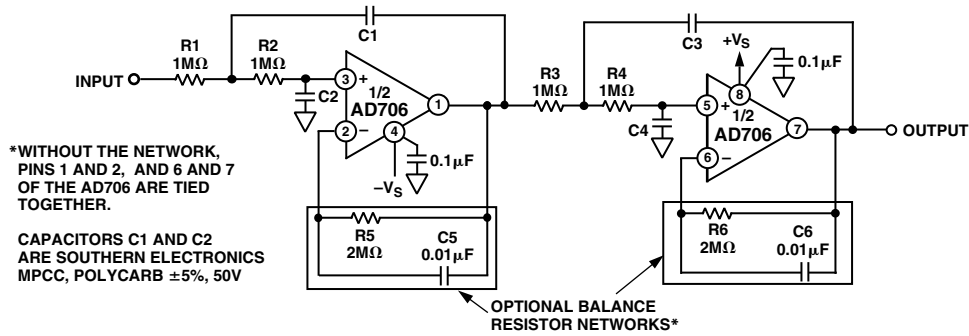 C1
C3
R1
1MΩ
R2
1MΩ
+VS
0.1µF
INPUT
3
+
1/2
AD706
1
R3
1MΩ
R4
1MΩ
8
C2
5
+
1/2
AD706
7
OUTPUT
2
–
4
C4
6
–
0.1µF
–VS
*WITHOUT THE NETWORK,
PINS 1 AND 2, AND 6 AND 7
OF THE AD706 ARE TIED
TOGETHER.
R5
2MΩ
C5
0.01µF
R6
2MΩ
C6
0.01µF
CAPACITORS C1 AND C2
ARE SOUTHERN ELECTRONICS
MPCC, POLYCARB ±5%, 50V
OPTIONAL BALANCE
RESISTOR NETWORKS*